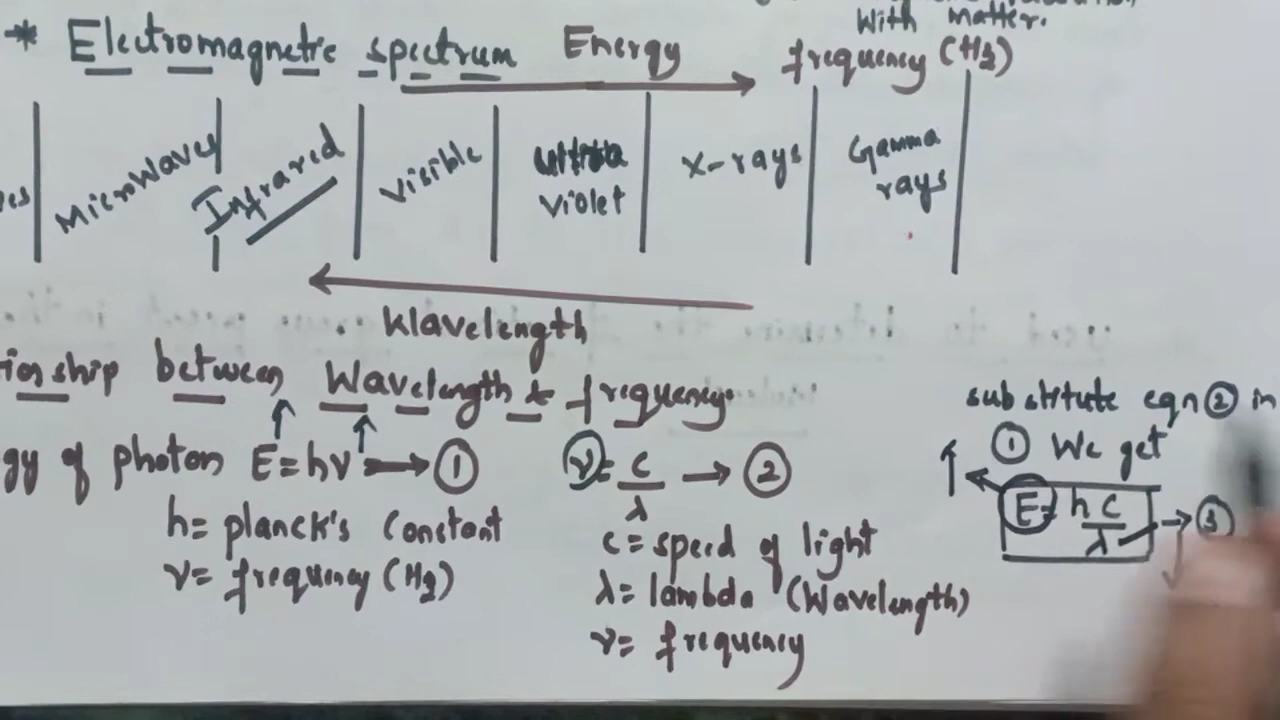 With matter.
* Electromagnetic spectrum Energy frequency (Hz)
Microwaves Infrared Visible Ultra violet X-rays Gamma rays
Wavelength
between Wavelength & frequency.
of photon E = hν → ①
ν = c/λ → ②
h = planck's constant
ν = frequency (Hz)
c = speed of light
λ = lambda (Wavelength)
ν = frequency
substitute eqn ② in
① We get
E = hc/λ → ③